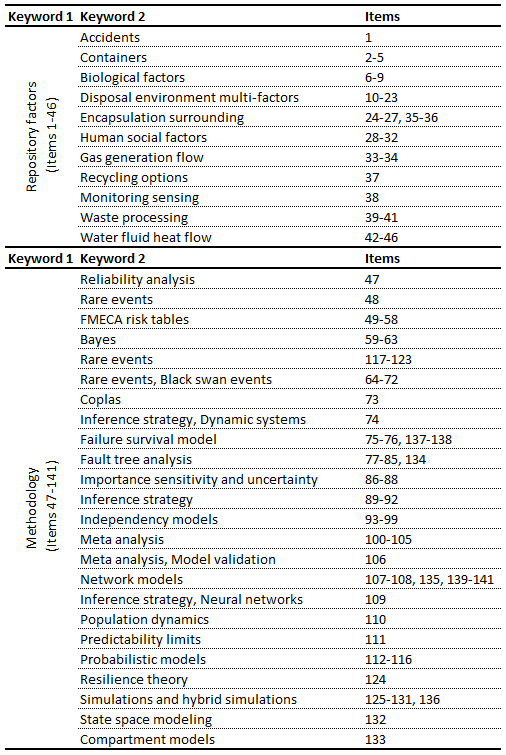 Keyword 1 Keyword 2 Items
Repository factors
(Items 1-46)
Accidents 1
Containers 2-5
Biological factors 6-9
Disposal environment multi-factors 10-23
Encapsulation surrounding 24-27, 35-36
Human social factors 28-32
Gas generation flow 33-34
Recycling options 37
Monitoring sensing 38
Waste processing 39-41
Water fluid heat flow 42-46
Keyword 1 Keyword 2 Items
Methodology
(Items 47-141)
Reliability analysis 47
Rare events 48
FMECA risk tables 49-58
Bayes 59-63
Rare events 117-123
Rare events, Black swan events 64-72
Coplas 73
Inference strategy, Dynamic systems 74
Failure survival model 75-76, 137-138
Fault tree analysis 77-85, 134
Importance sensitivity and uncertainty 86-88
Inference strategy 89-92
Independency models 93-99
Meta analysis 100-105
Meta analysis, Model validation 106
Network models 107-108, 135, 139-141
Inference strategy, Neural networks 109
Population dynamics 110
Predictability limits 111
Probabilistic models 112-116
Resilience theory 124
Simulations and hybrid simulations 125-131, 136
State space modeling 132
Compartment models 133